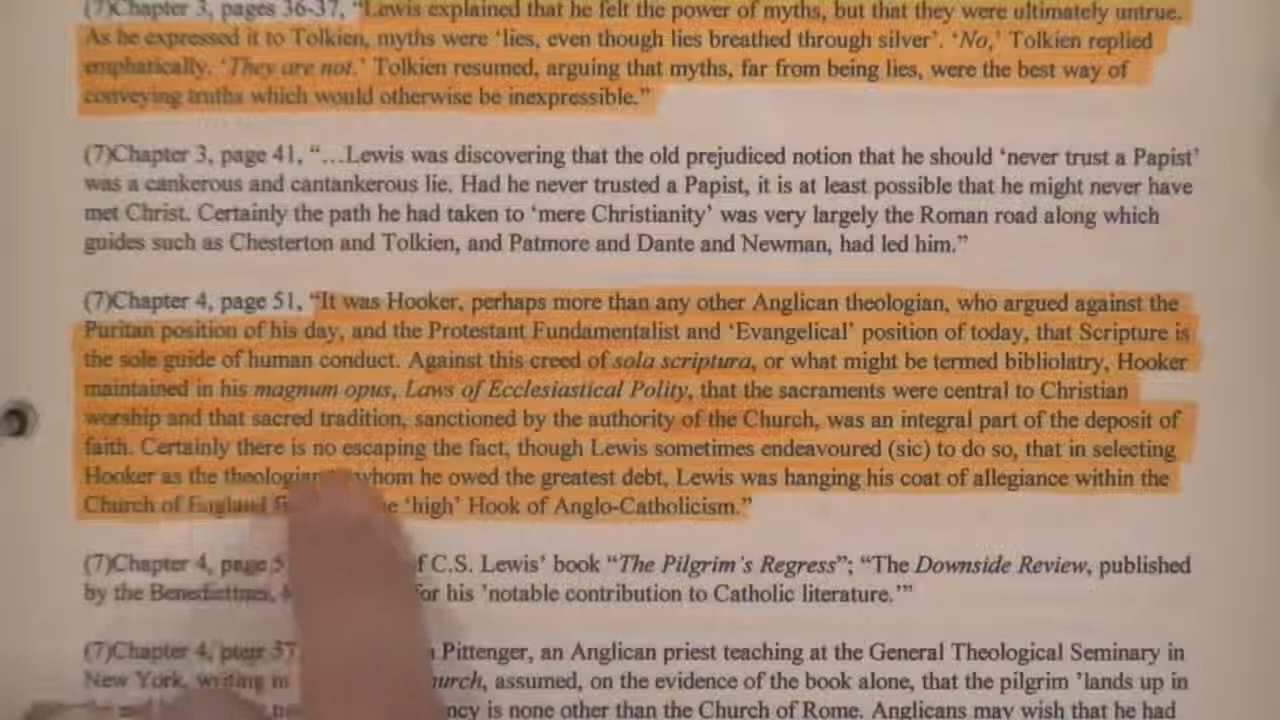 (7)Chapter 3, pages 36-37, “Lewis explained that he felt the power of myths, but that they were ultimately untrue.
As he expressed it to Tolkien, myths were ‘lies, even though lies breathed through silver’. ‘No,’ Tolkien replied
emphatically. ‘They are not.’ Tolkien resumed, arguing that myths, far from being lies, were the best way of
conveying truths which would otherwise be inexpressible.”
(7)Chapter 3, page 41, “…Lewis was discovering that the old prejudiced notion that he should ‘never trust a Papist’
was a cankerous and cantankerous lie. Had he never trusted a Papist, it is at least possible that he might never have
met Christ. Certainly the path he had taken to ‘mere Christianity’ was very largely the Roman road along which
guides such as Chesterton and Tolkien, and Patmore and Dante and Newman, had led him.”
(7)Chapter 4, page 51, “It was Hooker, perhaps more than any other Anglican theologian, who argued against the
Puritan position of his day, and the Protestant Fundamentalist and ‘Evangelical’ position of today, that Scripture is
the sole guide of human conduct. Against this creed of sola scriptura, or what might be termed bibliolatry, Hooker
maintained in his magnum opus, Laws of Ecclesiastical Polity, that the sacraments were central to Christian
worship and that sacred tradition, sanctioned by the authority of the Church, was an integral part of the deposit of
faith. Certainly there is no escaping the fact, though Lewis sometimes endeavoured (sic) to do so, that in selecting
Hooker as the theologian whom he owed the greatest debt, Lewis was hanging his coat of allegiance within the
Church of England ‘high’ Hook of Anglo-Catholicism.”
(7)Chapter 4, page C.S. Lewis’ book “The Pilgrim’s Regress”; “The Downside Review, published
by the Benedictines, for his ’notable contribution to Catholic literature.’”
(7)Chapter 4, page 57 Pittenger, an Anglican priest teaching at the General Theological Seminary in
New York, writing assumed, on the evidence of the book alone, that the pilgrim ’lands up in
is none other than the Church of Rome. Anglicans may wish that he had